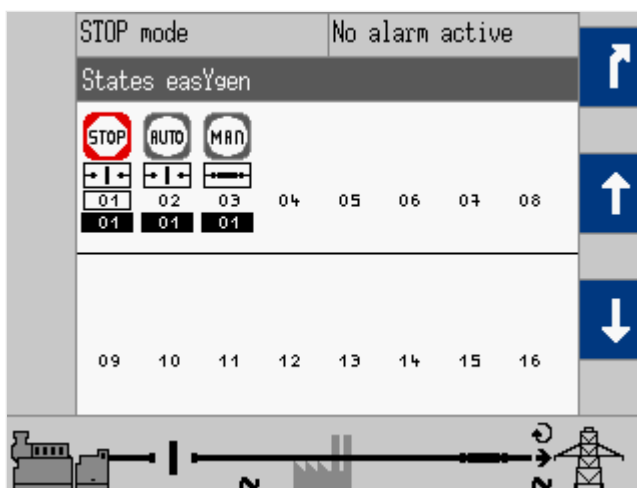 STOP mode No alarm active
States easYgen
STOP AUTO MAN
01 02 03 04 05 06 07 08
01 01 01
09 10 11 12 13 14 15 16